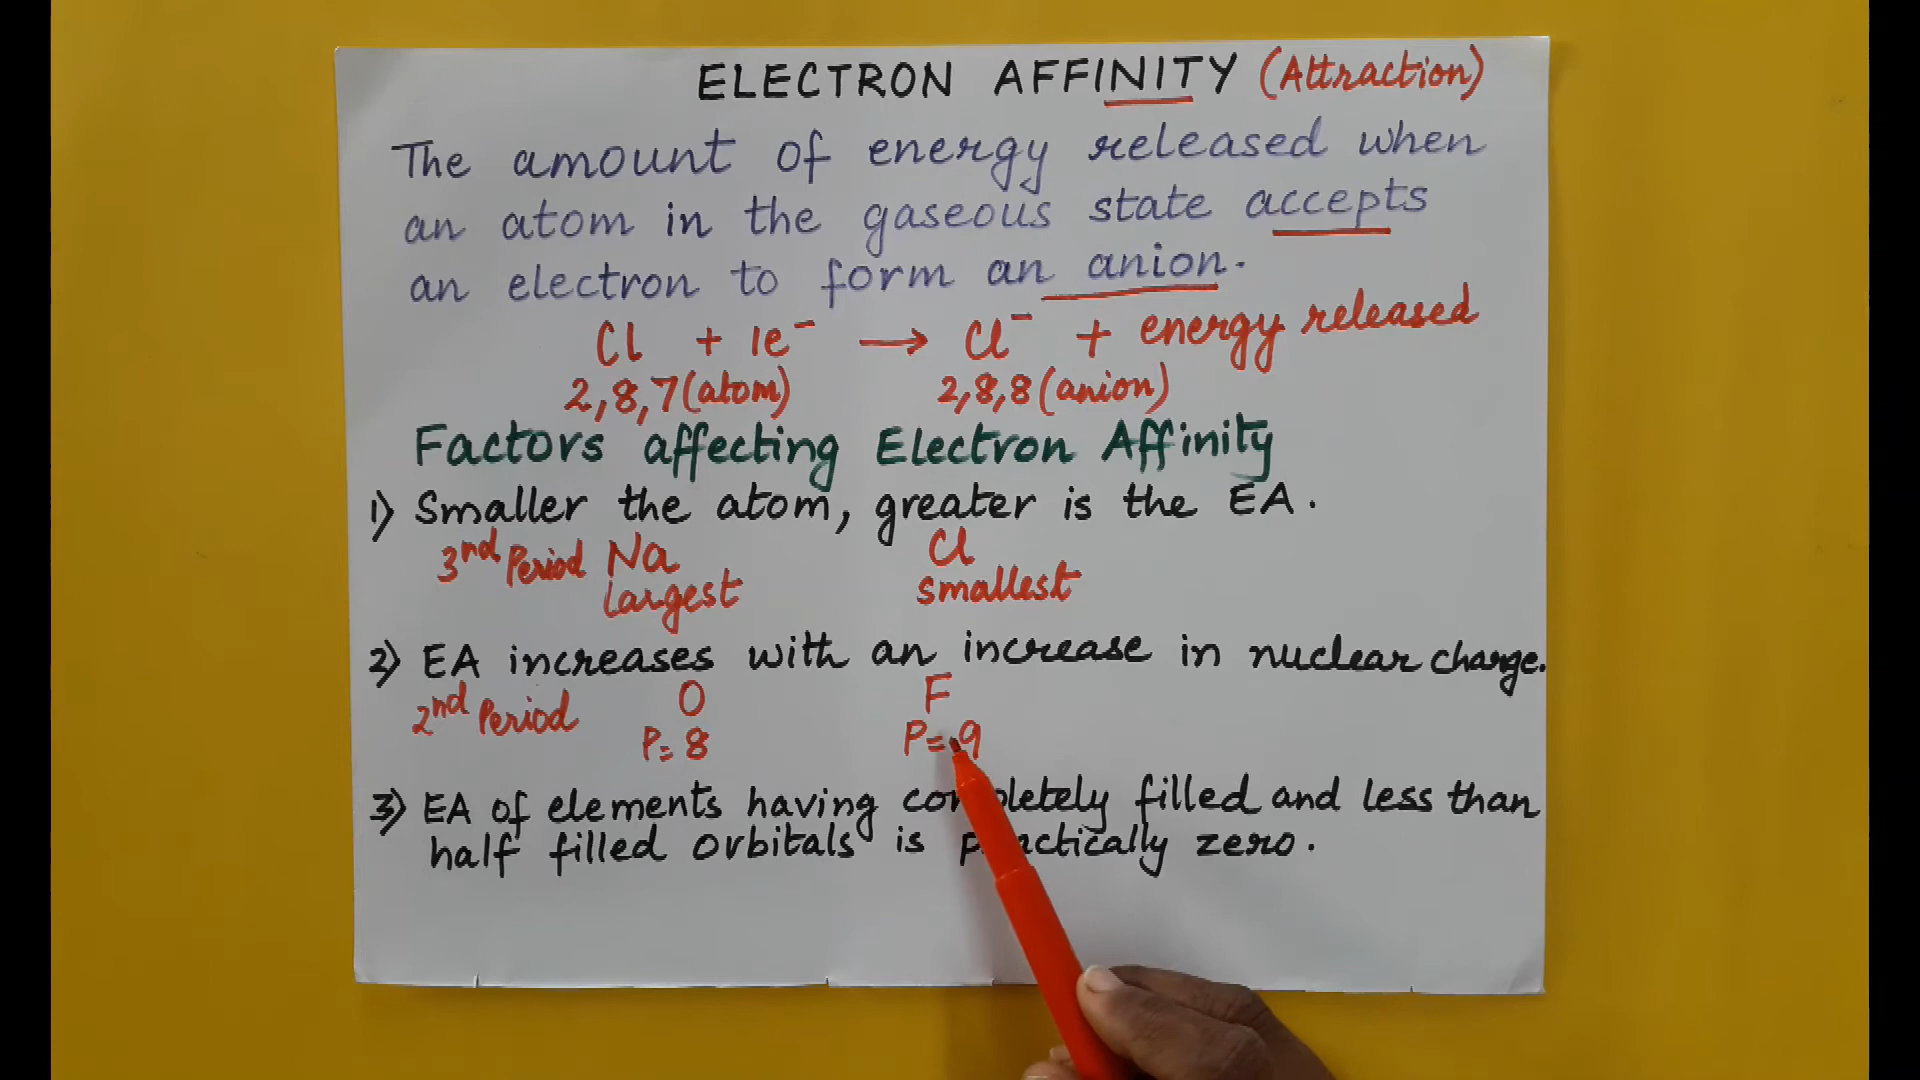 ELECTRON AFFINITY (Attraction)
The amount of energy released when
an atom in the gaseous state accepts
an electron to form an anion.
Cl + 1e⁻ → Cl⁻ + energy released
2,8,7(atom) 2,8,8(anion)
Factors affecting Electron Affinity
1) Smaller the atom, greater is the EA.
3nd Period Na Cl
largest smallest
2) EA increases with an increase in nuclear charge.
2nd Period O F
P=8 P=9
3) EA of elements having completely filled and less than
half filled orbitals is practically zero.